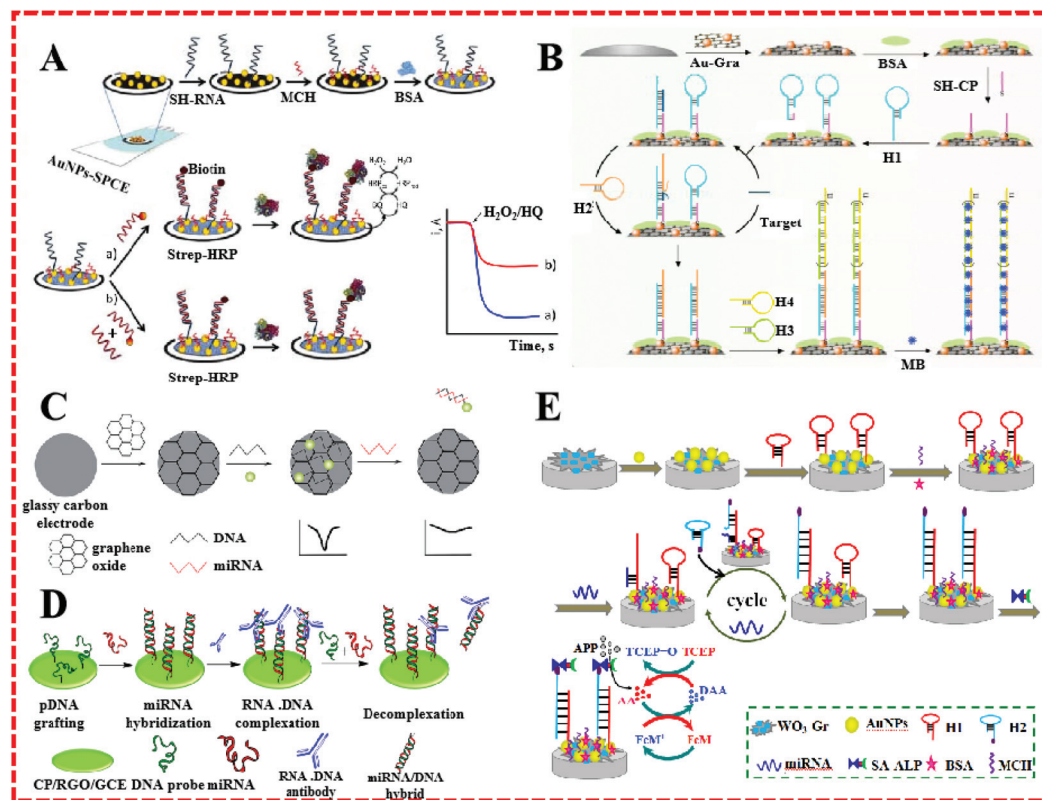 A
SH-RNA
MCH
BSA
AuNPs-SPCE
Biotin
H₂O₂
H₂O
HQ
a)
Strep-HRP
b)
+
Strep-HRP
H₂O₂/HQ
b)
a)
Time, s
B
Au-Gra
BSA
SH-CP
H1
H2
Target
H4
H3
MB
C
glassy carbon
electrode
graphene
oxide
DNA
miRNA
D
pDNA
grafting
miRNA
hybridization
RNA .DNA
complexation
Decomplexation
CP/RGO/GCE
DNA probe
miRNA
RNA .DNA
antibody
miRNA/DNA
hybrid
E
cycle
APP
TCEP=O
TCEP
AA
DAA
FcM⁺
FcM
WO₃ Gr
AuNPs
H1
H2
miRNA
SA ALP
BSA
MCH